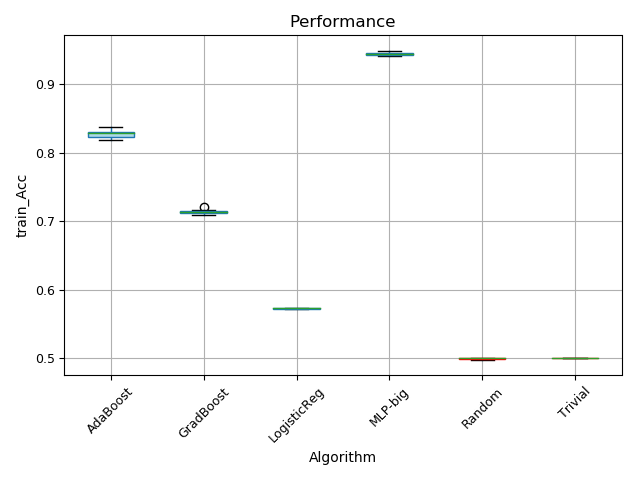 Performance
train_Acc
0.9
0.8
0.7
0.6
0.5
AdaBoost
GradBoost
LogisticReg
MLP-big
Random
Trivial
Algorithm